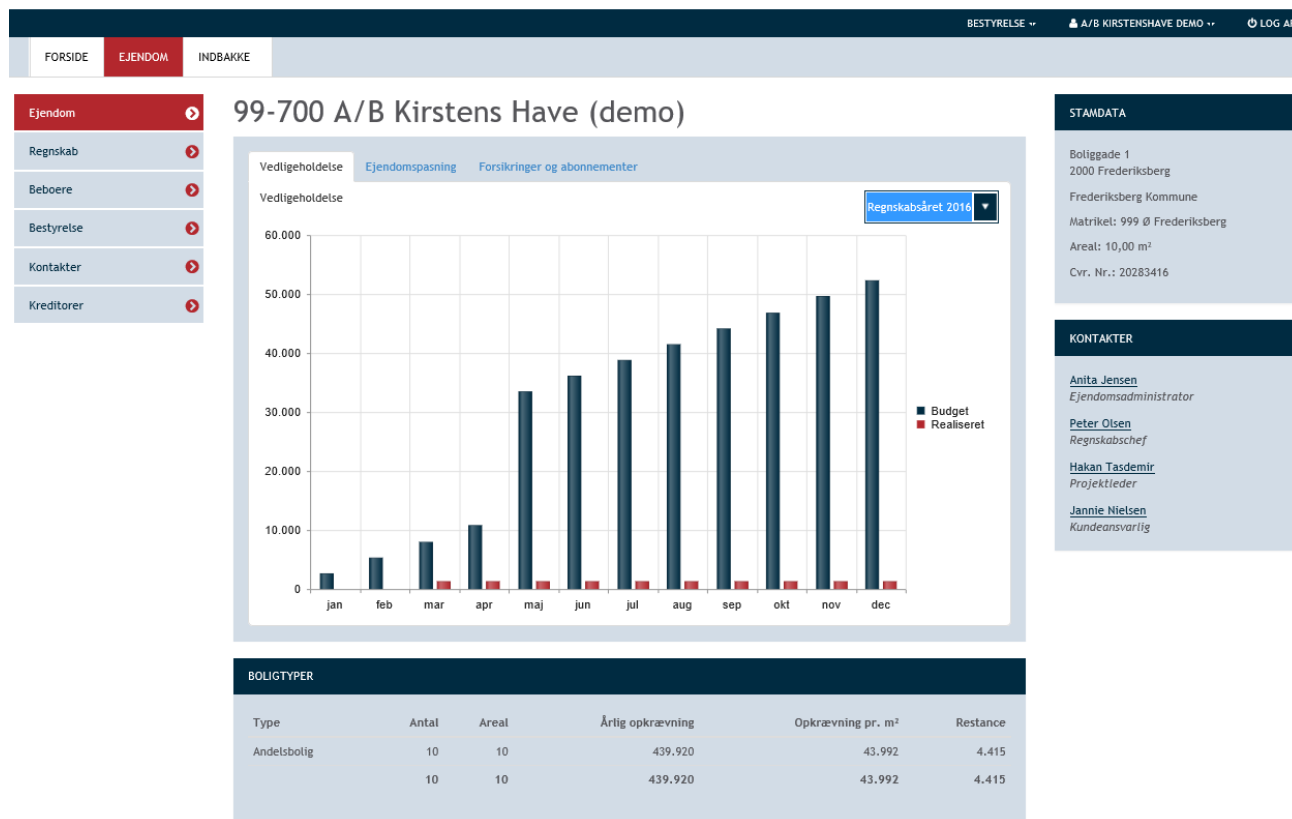 BESTYRELSE
A/B KIRSTENSHAVE DEMO
LOG
FORSIDE
EJENDOM
INDBAKKE
Ejendom
Regnskab
Beboere
Bestyrelse
Kontakter
Kreditorer
99-700 A/B Kirstens Have (demo)
Vedligeholdelse Ejendomspasning Forsikringer og abonnementer
Vedligeholdelse
Regnskabsåret 2016
60.000
50.000
40.000
30.000
20.000
10.000
0
jan feb mar apr maj jun jul aug sep okt nov dec
Budget
Realiseret
BOLIGTYPER
Type Antal Areal Årlig opkrævning Opkrævning pr. m² Restance
Andelsbolig 10 10 439.920 43.992 4.415
10 10 439.920 43.992 4.415
STAMDATA
Boliggade 1
2000 Frederiksberg
Frederiksberg Kommune
Matrikel: 999 Ø Frederiksberg
Areal: 10,00 m²
Cvr. Nr.: 20283416
KONTAKTER
Anita Jensen
Ejendomsadministrator
Peter Olsen
Regnskabschef
Hakan Tasdemir
Projektleder
Jannie Nielsen
Kundeansvarlig